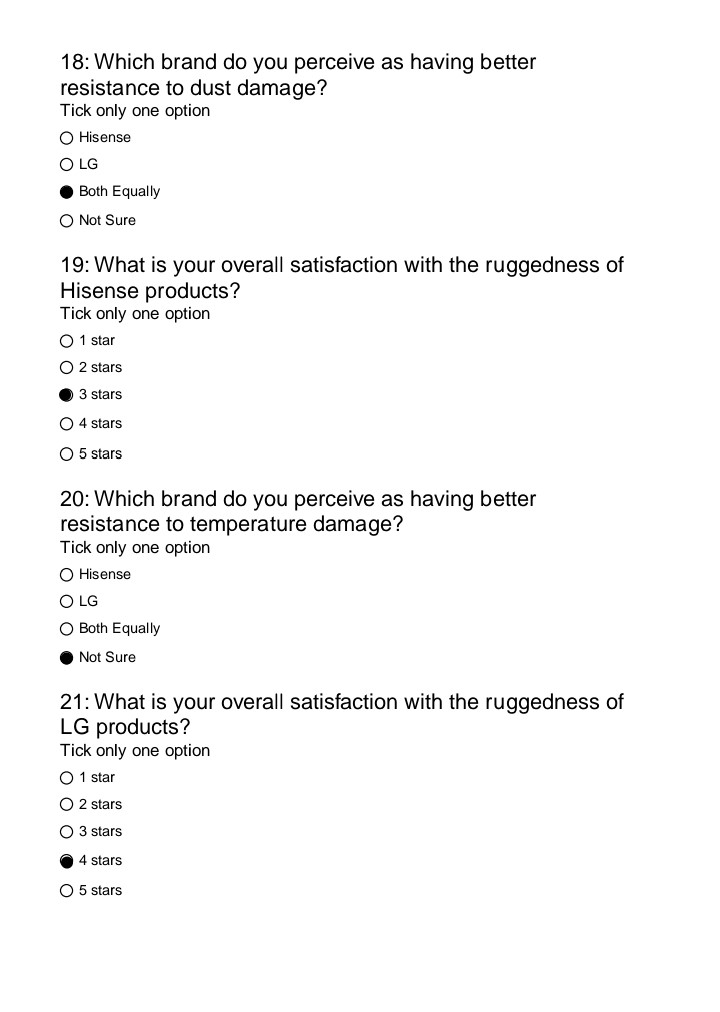 18: Which brand do you perceive as having better
resistance to dust damage?
Tick only one option
Hisense
LG
Both Equally
Not Sure
19: What is your overall satisfaction with the ruggedness of
Hisense products?
Tick only one option
1 star
2 stars
3 stars
4 stars
5 stars
20: Which brand do you perceive as having better
resistance to temperature damage?
Tick only one option
Hisense
LG
Both Equally
Not Sure
21: What is your overall satisfaction with the ruggedness of
LG products?
Tick only one option
1 star
2 stars
3 stars
4 stars
5 stars